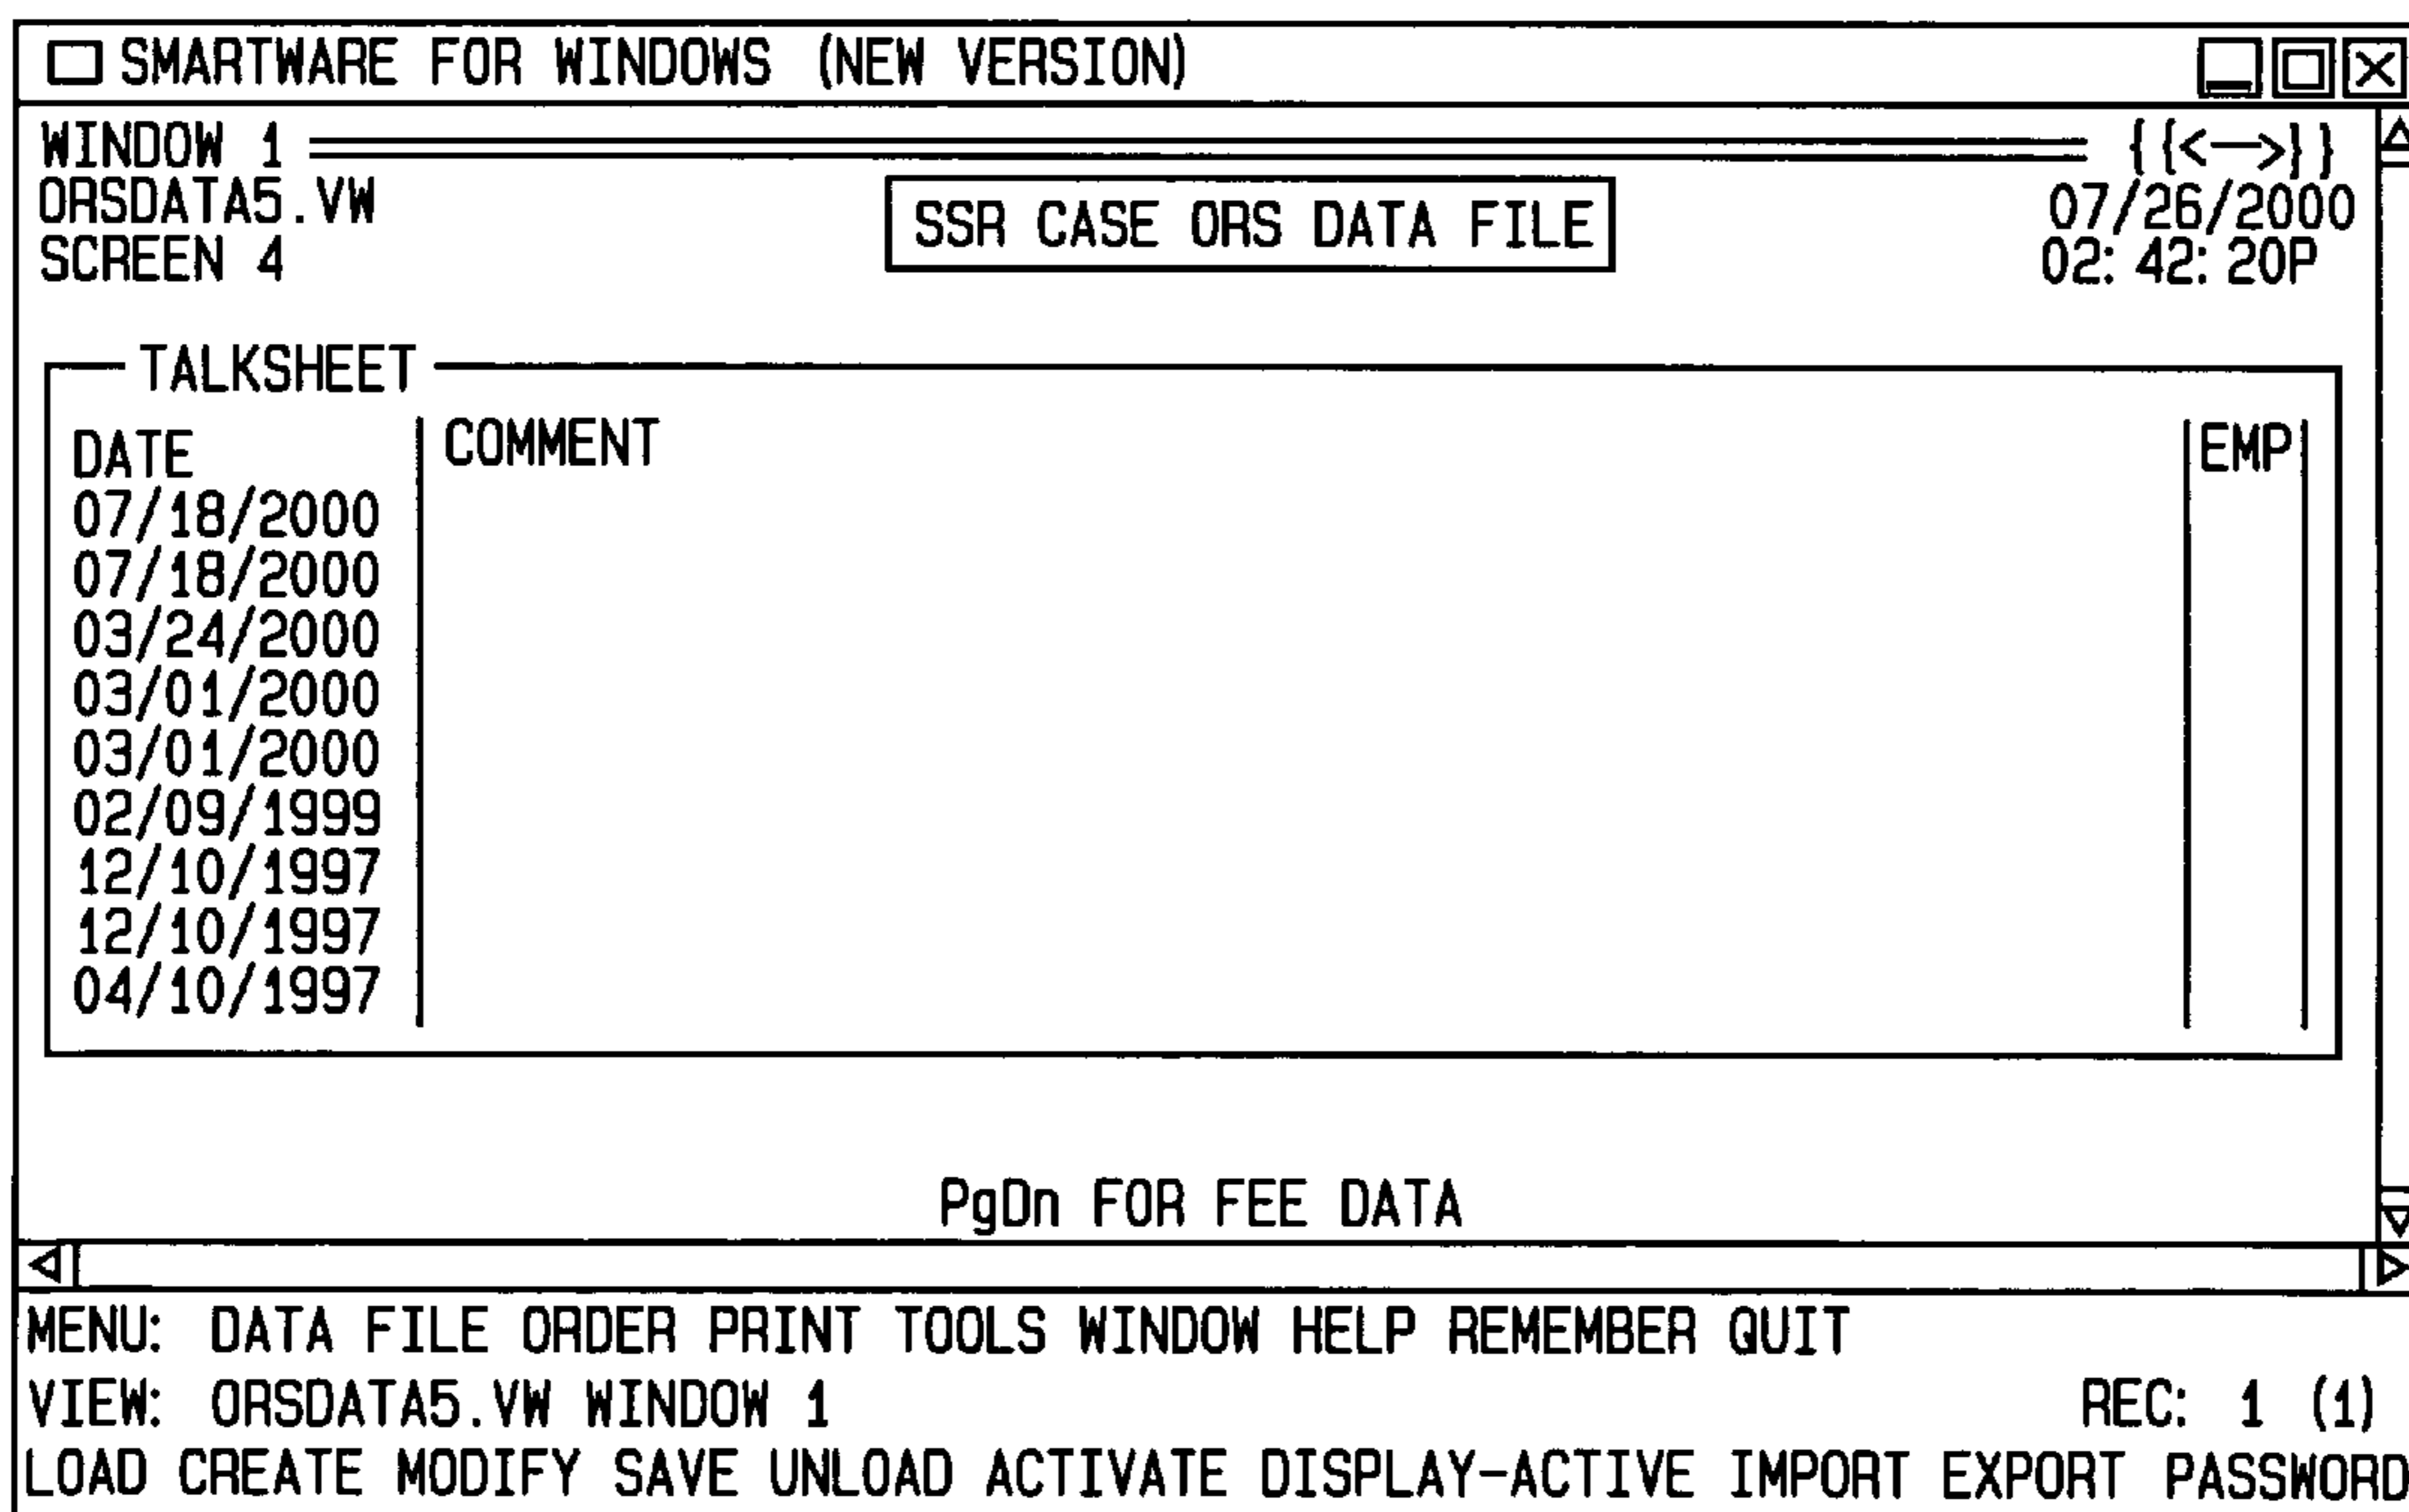 SMARTWARE FOR WINDOWS (NEW VERSION)
WINDOW 1 {{<—>}}
ORSDATA5.VW SSR CASE ORS DATA FILE 07/26/2000
SCREEN 4 02:42:20P
TALKSHEET
DATE COMMENT EMP
07/18/2000
07/18/2000
03/24/2000
03/01/2000
03/01/2000
02/09/1999
12/10/1997
12/10/1997
04/10/1997
PgDn FOR FEE DATA
MENU: DATA FILE ORDER PRINT TOOLS WINDOW HELP REMEMBER QUIT
VIEW: ORSDATA5.VW WINDOW 1 REC: 1 (1)
LOAD CREATE MODIFY SAVE UNLOAD ACTIVATE DISPLAY-ACTIVE IMPORT EXPORT PASSWORD